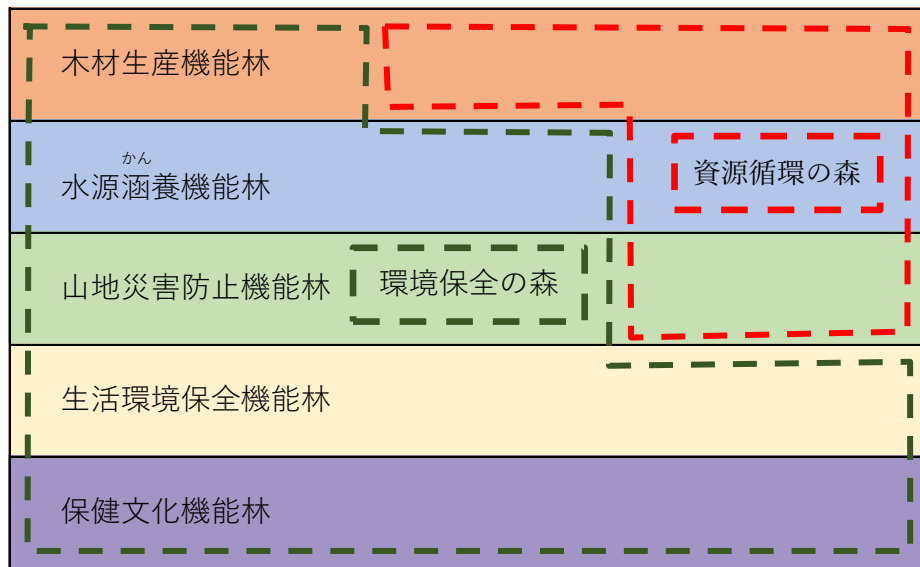 木材生産機能林
かん
水源涵養機能林
資源循環の森
山地災害防止機能林
環境保全の森
生活環境保全機能林
保健文化機能林